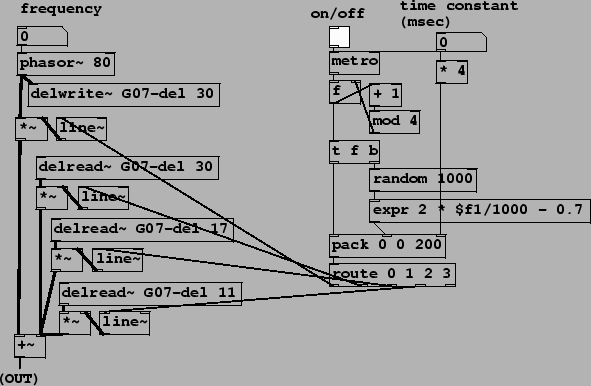 frequency
on/off
time constant
(msec)
0
0
phasor~ 80
metro
* 4
delwrite~ G07-del 30
f
+ 1
mod 4
*~
line~
t f b
delread~ G07-del 30
random 1000
*~
line~
expr 2 * $f1/1000 - 0.7
delread~ G07-del 17
pack 0 0 200
*~
line~
route 0 1 2 3
delread~ G07-del 11
*~
line~
+~
(OUT)